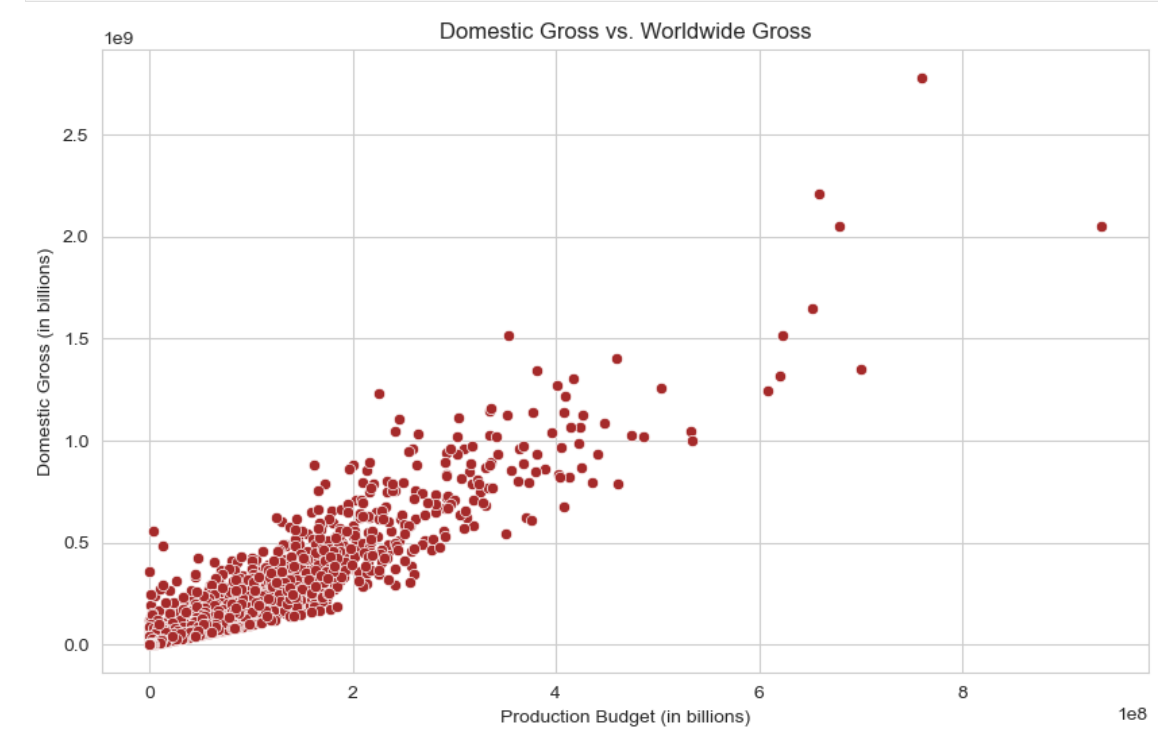 Domestic Gross vs. Worldwide Gross
1e9
2.5
2.0
1.5
1.0
0.5
0.0
Domestic Gross (in billions)
0 2 4 6 8
1e8
Production Budget (in billions)